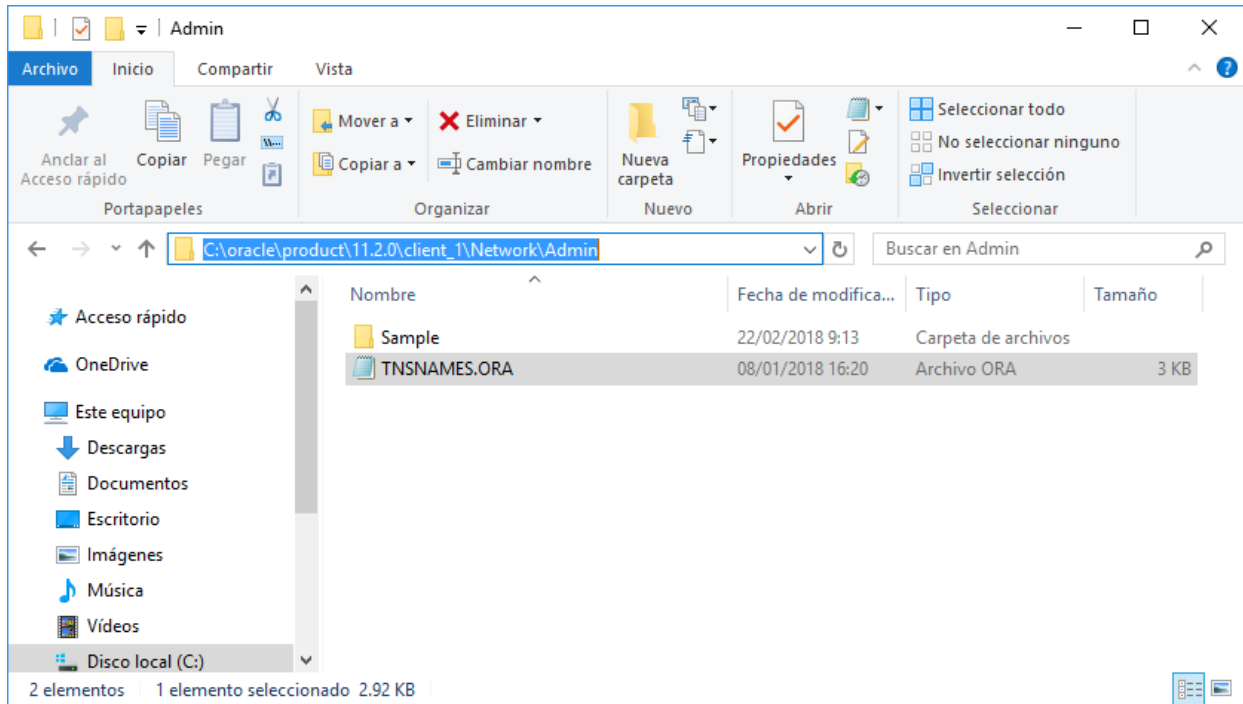 Admin
Archivo Inicio Compartir Vista
Anclar al Acceso rápido
Copiar
Pegar
Portapapeles
Mover a
Copiar a
Eliminar
Cambiar nombre
Organizar
Nueva carpeta
Nuevo
Propiedades
Abrir
Seleccionar todo
No seleccionar ninguno
Invertir selección
Seleccionar
C:\oracle\product\11.2.0\client_1\Network\Admin
Buscar en Admin
Acceso rápido
OneDrive
Este equipo
Descargas
Documentos
Escritorio
Imágenes
Música
Vídeos
Disco local (C:)
Nombre Fecha de modifica... Tipo Tamaño
Sample 22/02/2018 9:13 Carpeta de archivos
TNSNAMES.ORA 08/01/2018 16:20 Archivo ORA 3 KB
2 elementos 1 elemento seleccionado 2.92 KB